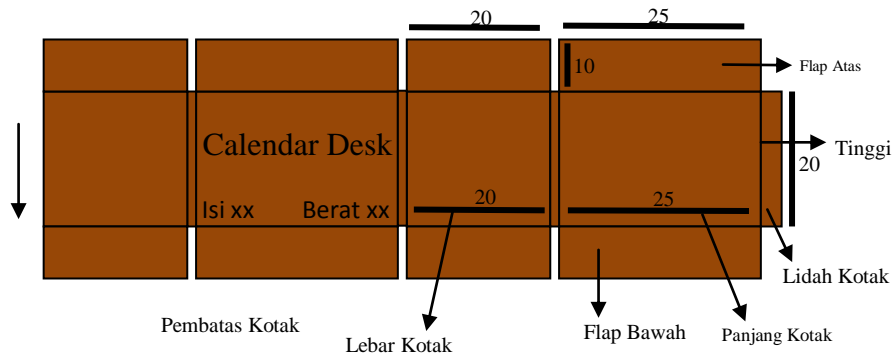 20
25
10
Flap Atas
Calendar Desk
Tinggi
20
Isi xx
Berat xx
20
25
Lidah Kotak
Pembatas Kotak
Lebar Kotak
Flap Bawah
Panjang Kotak